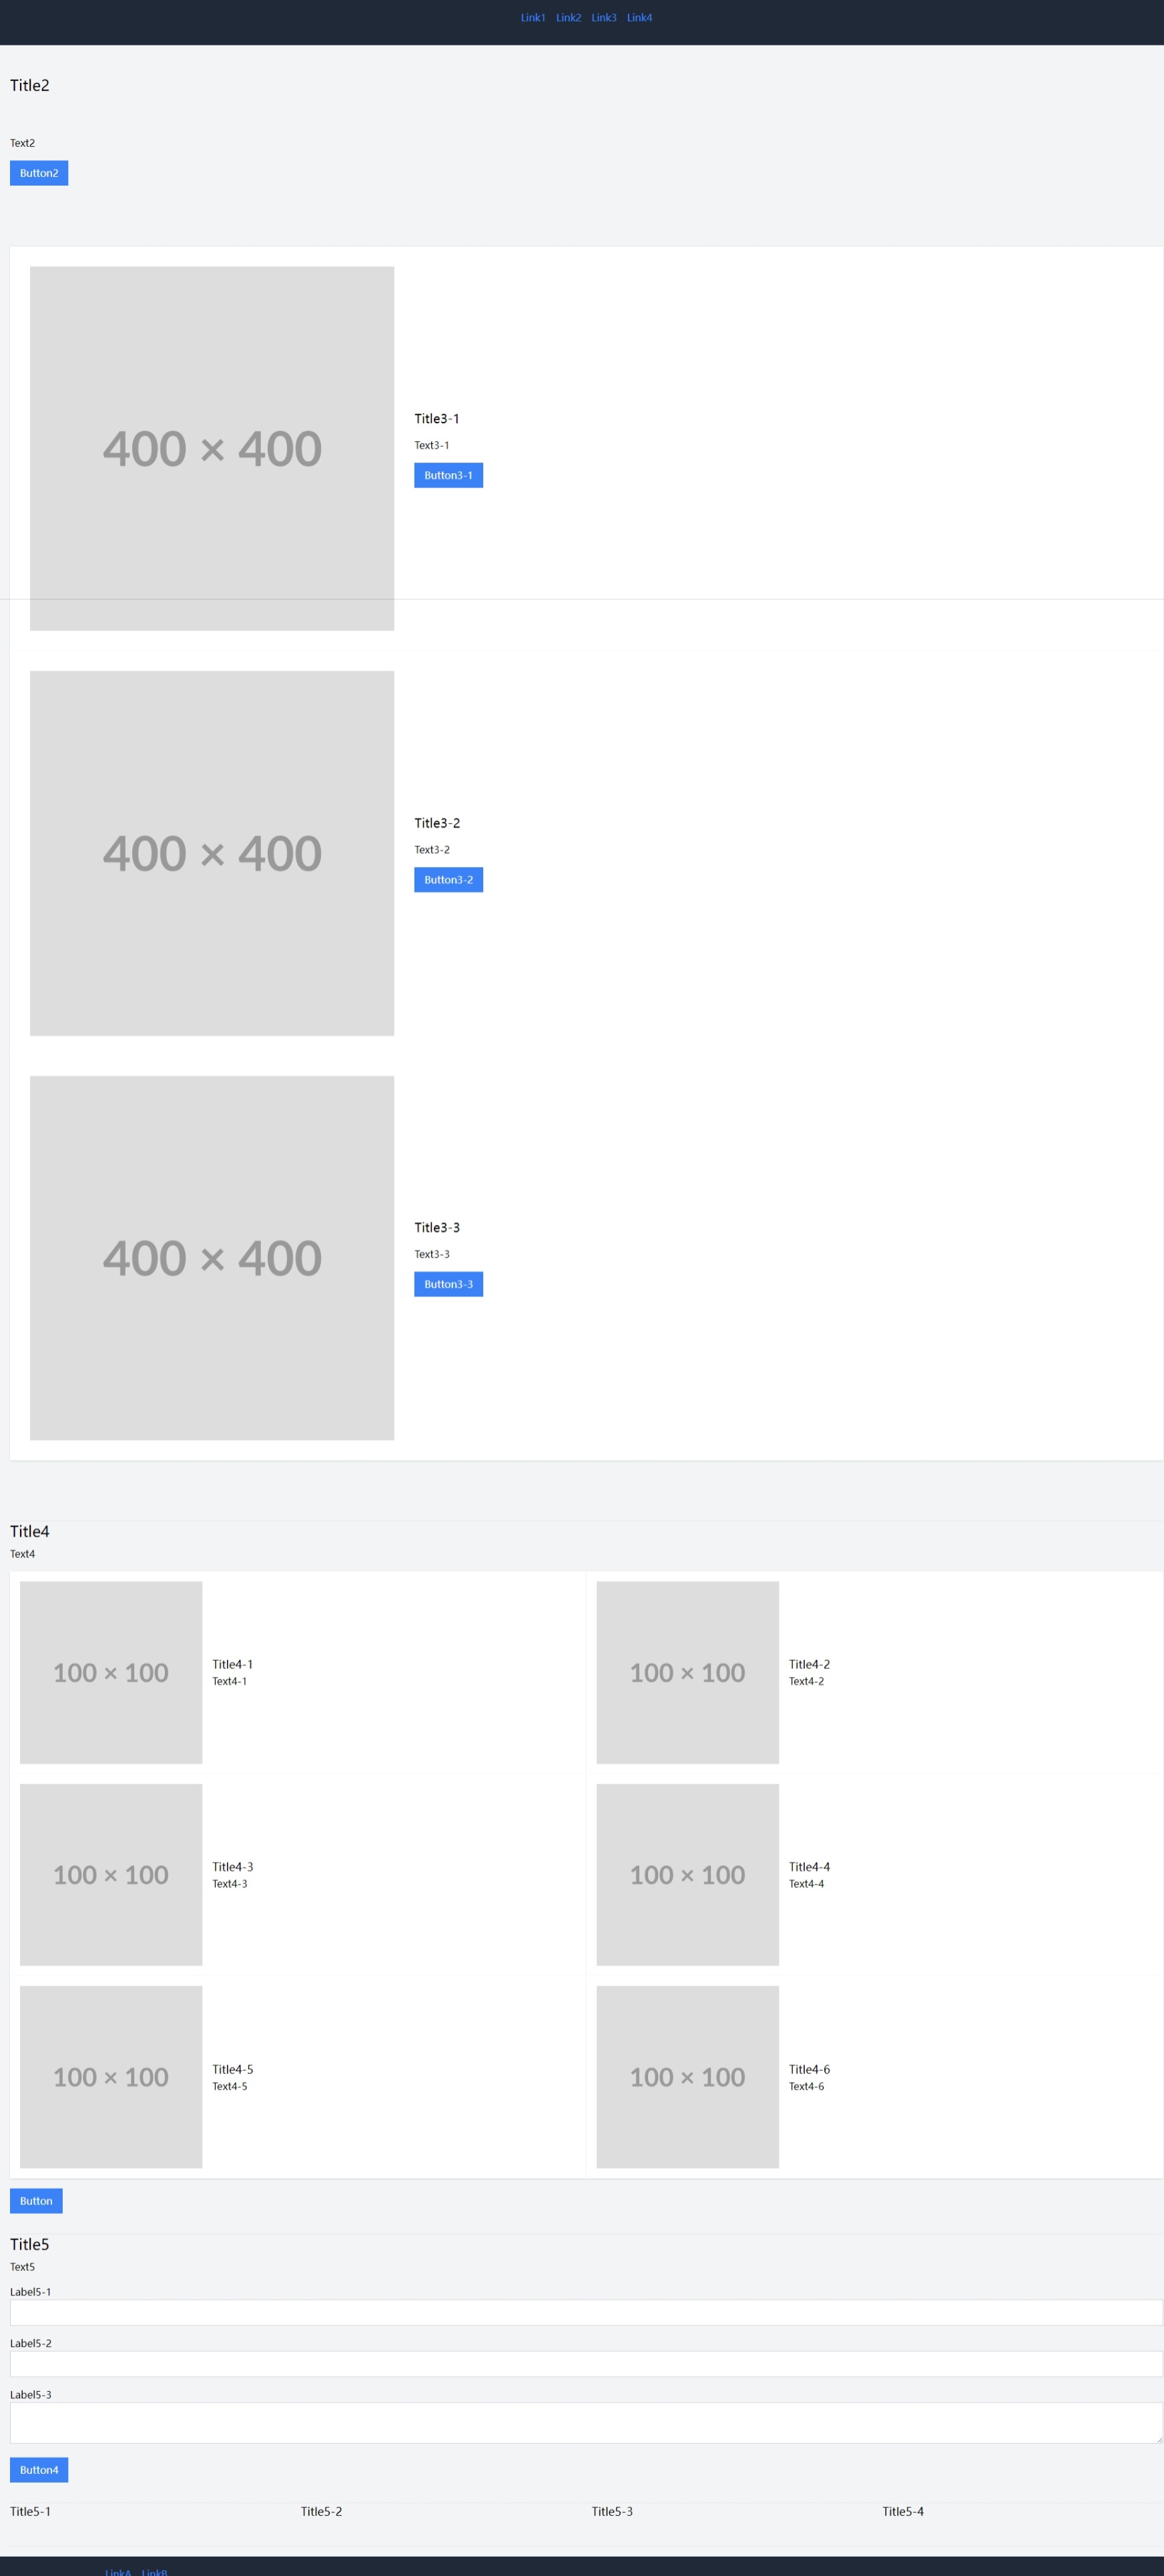 Link1 Link2 Link3 Link4
Title2
Text2
Button2
400 × 400
Title3-1
Text3-1
Button3-1
400 × 400
Title3-2
Text3-2
Button3-2
400 × 400
Title3-3
Text3-3
Button3-3
Title4
Text4
100 × 100
Title4-1
Text4-1
100 × 100
Title4-2
Text4-2
100 × 100
Title4-3
Text4-3
100 × 100
Title4-4
Text4-4
100 × 100
Title4-5
Text4-5
100 × 100
Title4-6
Text4-6
Button
Title5
Text5
Label5-1
Label5-2
Label5-3
Button4
Title5-1 Title5-2 Title5-3 Title5-4
LinkA LinkB